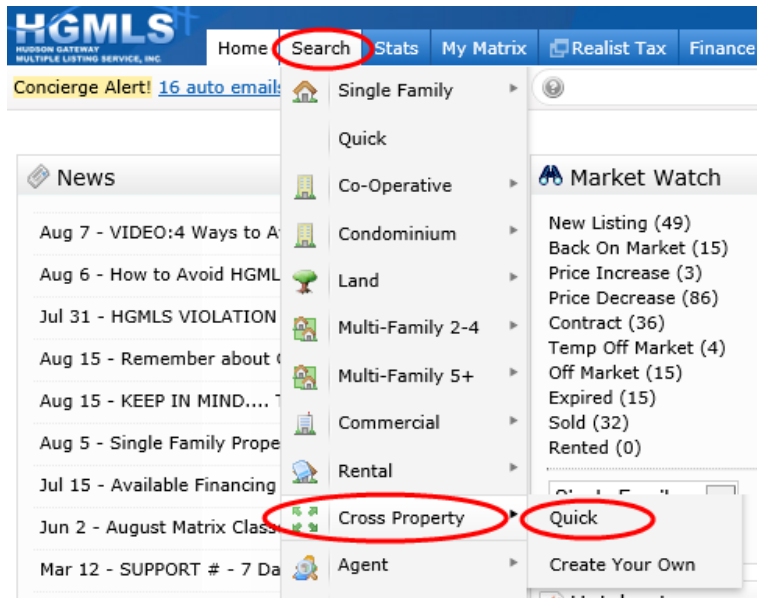 HGMLS
HUDSON GATEWAY
MULTIPLE LISTING SERVICE, INC.
Home Search Stats My Matrix Realist Tax Finance
Concierge Alert! 16 auto emails
Single Family
Quick
Co-Operative
Condominium
Land
Multi-Family 2-4
Multi-Family 5+
Commercial
Rental
Cross Property
Agent
Quick
Create Your Own
News
Aug 7 - VIDEO:4 Ways to
Aug 6 - How to Avoid HGML
Jul 31 - HGMLS VIOLATION
Aug 15 - Remember about
Aug 15 - KEEP IN MIND....
Aug 5 - Single Family Prope
Jul 15 - Available Financing
Jun 2 - August Matrix Class
Mar 12 - SUPPORT # - 7 Da
Market Watch
New Listing (49)
Back On Market (15)
Price Increase (3)
Price Decrease (86)
Contract (36)
Temp Off Market (4)
Off Market (15)
Expired (15)
Sold (32)
Rented (0)